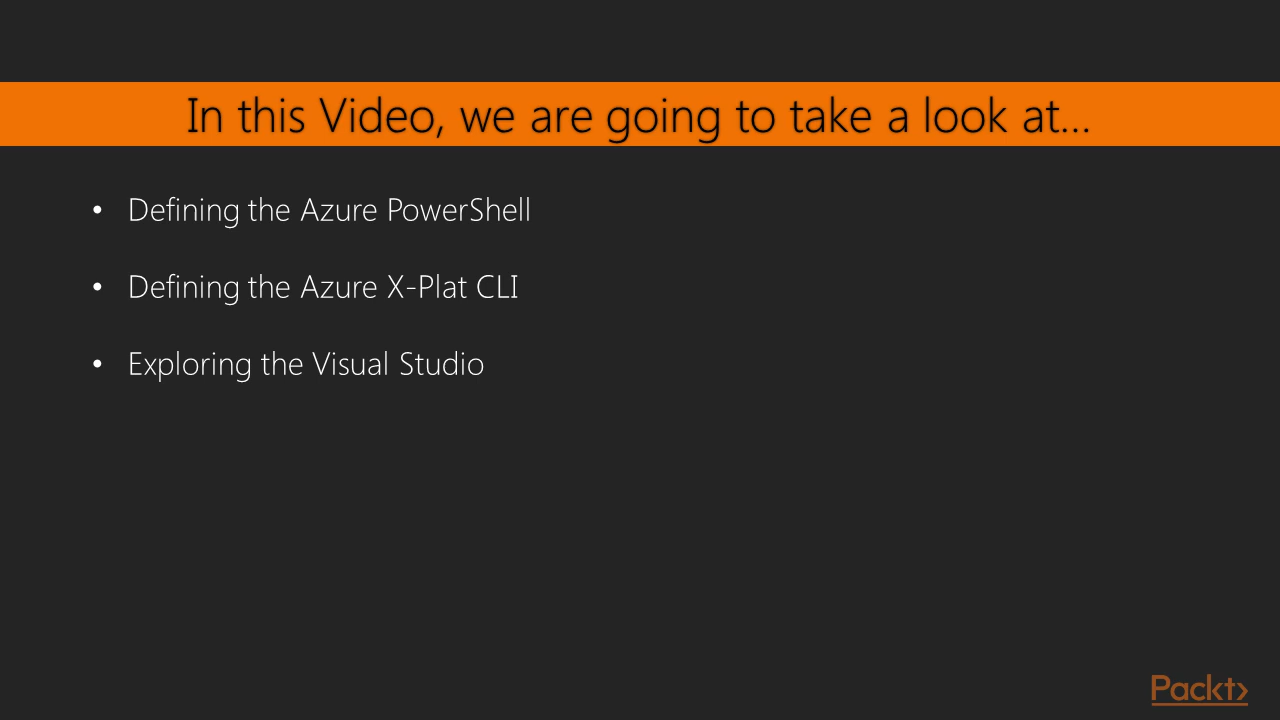 In this Video, we are going to take a look at...
• Defining the Azure PowerShell
• Defining the Azure X-Plat CLI
• Exploring the Visual Studio
Packt>